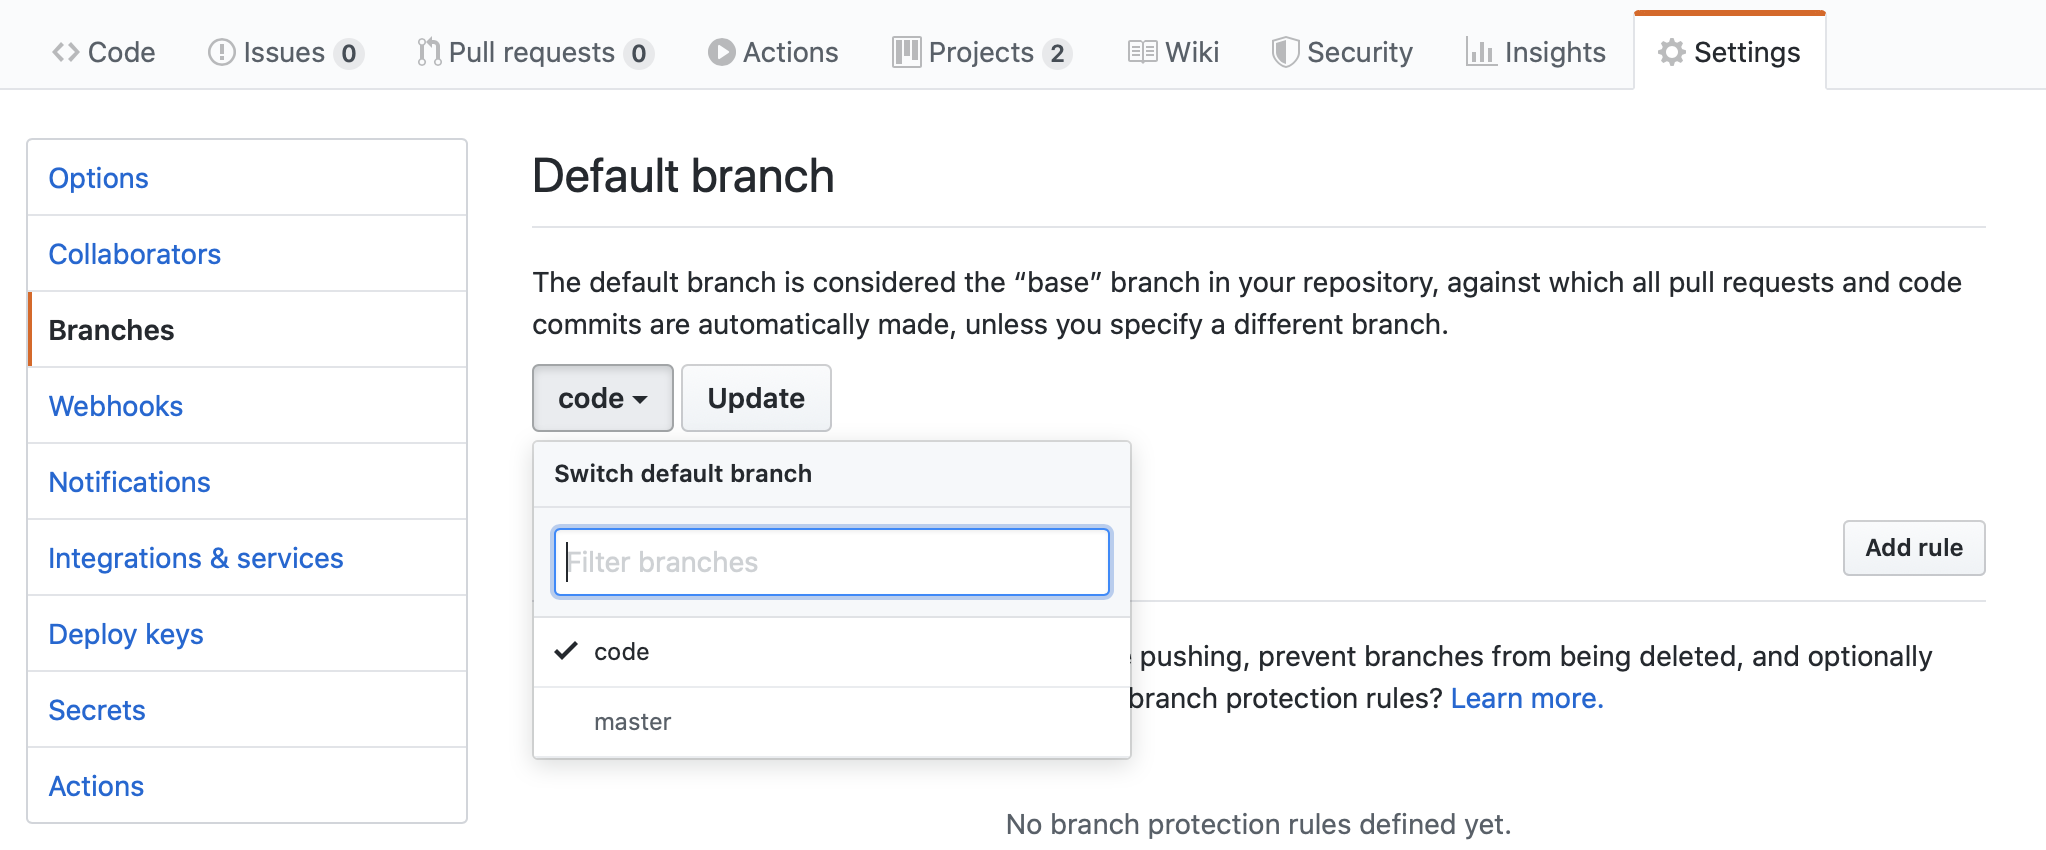 Code Issues 0 Pull requests 0 Actions Projects 2 Wiki Security Insights Settings
Options
Collaborators
Branches
Webhooks
Notifications
Integrations & services
Deploy keys
Secrets
Actions
Default branch
The default branch is considered the “base” branch in your repository, against which all pull requests and code
commits are automatically made, unless you specify a different branch.
code Update
Switch default branch
Filter branches
code
master
Add rule
pushing, prevent branches from being deleted, and optionally
branch protection rules? Learn more.
No branch protection rules defined yet.